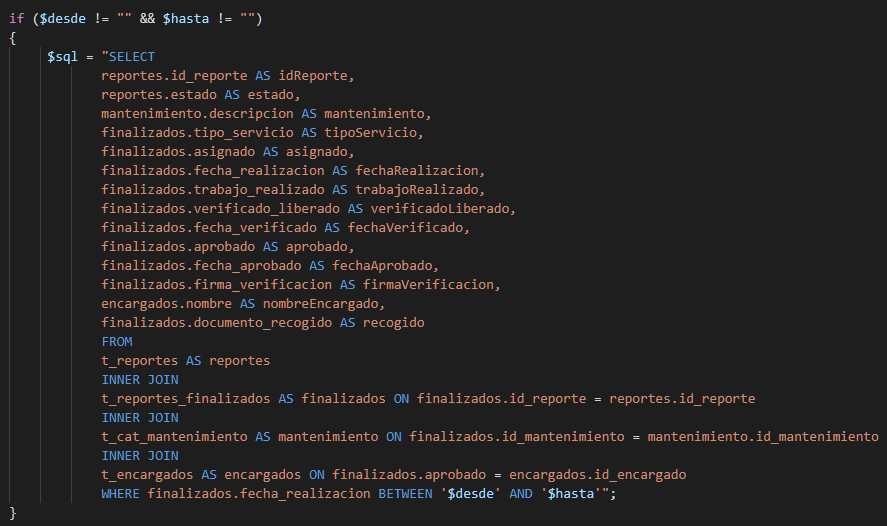 if ($desde != "" && $hasta != "")
{
$sql = "SELECT
reportes.id_reporte AS idReporte,
reportes.estado AS estado,
mantenimiento.descripcion AS mantenimiento,
finalizados.tipo_servicio AS tipoServicio,
finalizados.asignado AS asignado,
finalizados.fecha_realizacion AS fechaRealizacion,
finalizados.trabajo_realizado AS trabajoRealizado,
finalizados.verificado_liberado AS verificadoLiberado,
finalizados.fecha_verificado AS fechaVerificado,
finalizados.aprobado AS aprobado,
finalizados.fecha_aprobado AS fechaAprobado,
finalizados.firma_verificacion AS firmaVerificacion,
encargados.nombre AS nombreEncargado,
finalizados.documento_recogido AS recogido
FROM
t_reportes AS reportes
INNER JOIN
t_reportes_finalizados AS finalizados ON finalizados.id_reporte = reportes.id_reporte
INNER JOIN
t_cat_mantenimiento AS mantenimiento ON finalizados.id_mantenimiento = mantenimiento.id_mantenimiento
INNER JOIN
t_encargados AS encargados ON finalizados.aprobado = encargados.id_encargado
WHERE finalizados.fecha_realizacion BETWEEN '$desde' AND '$hasta'";
}